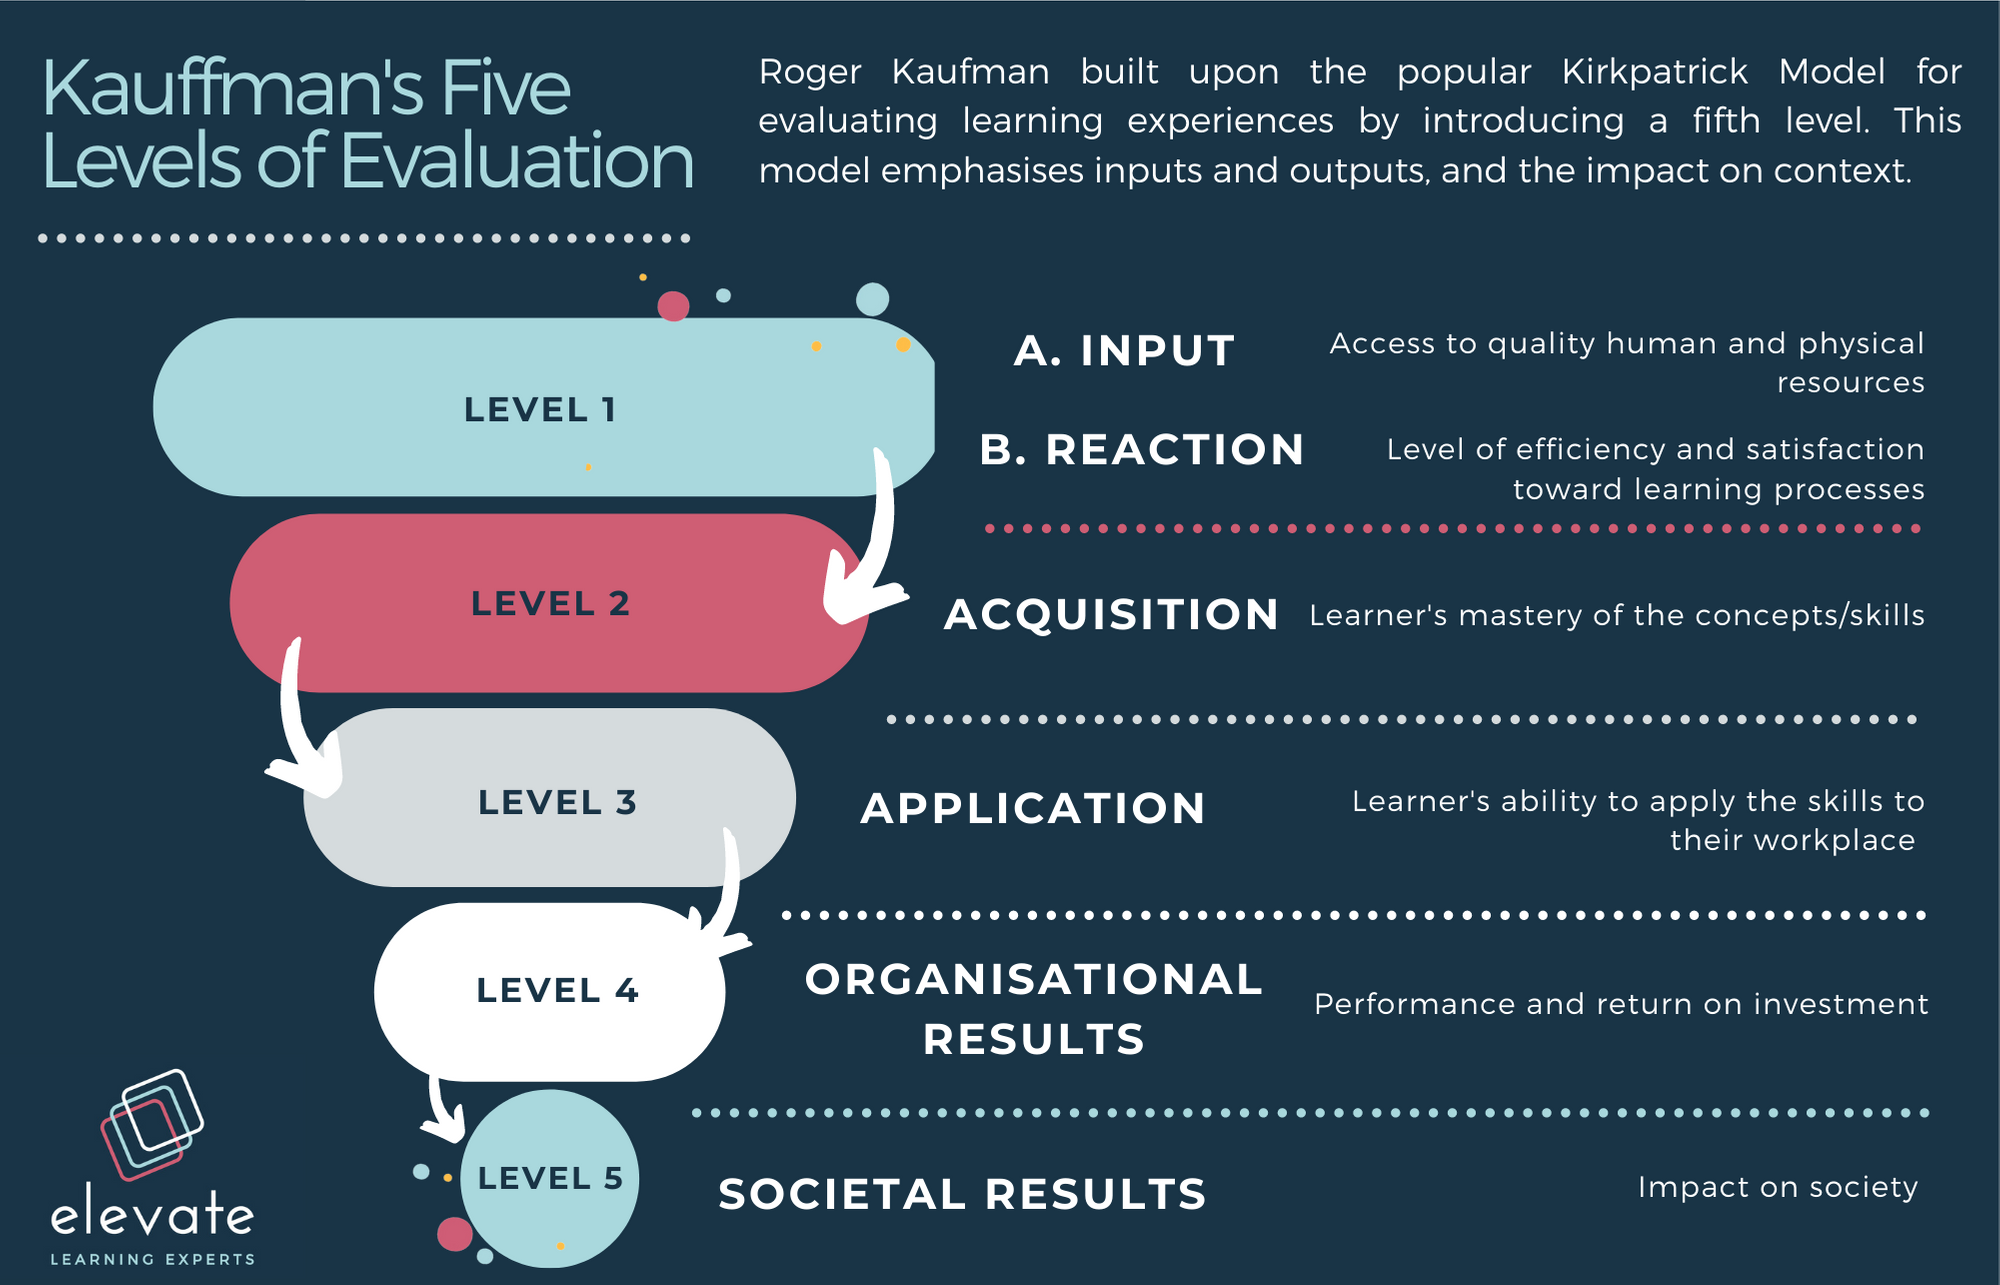 Kauffman's Five
Levels of Evaluation
Roger Kaufman built upon the popular Kirkpatrick Model for
evaluating learning experiences by introducing a fifth level. This
model emphasises inputs and outputs, and the impact on context.
LEVEL 1
A. INPUT
Access to quality human and physical
resources
B. REACTION
Level of efficiency and satisfaction
toward learning processes
LEVEL 2
ACQUISITION
Learner's mastery of the concepts/skills
LEVEL 3
APPLICATION
Learner's ability to apply the skills to
their workplace
LEVEL 4
ORGANISATIONAL
RESULTS
Performance and return on investment
LEVEL 5
SOCIETAL RESULTS
Impact on society
elevate
LEARNING EXPERTS